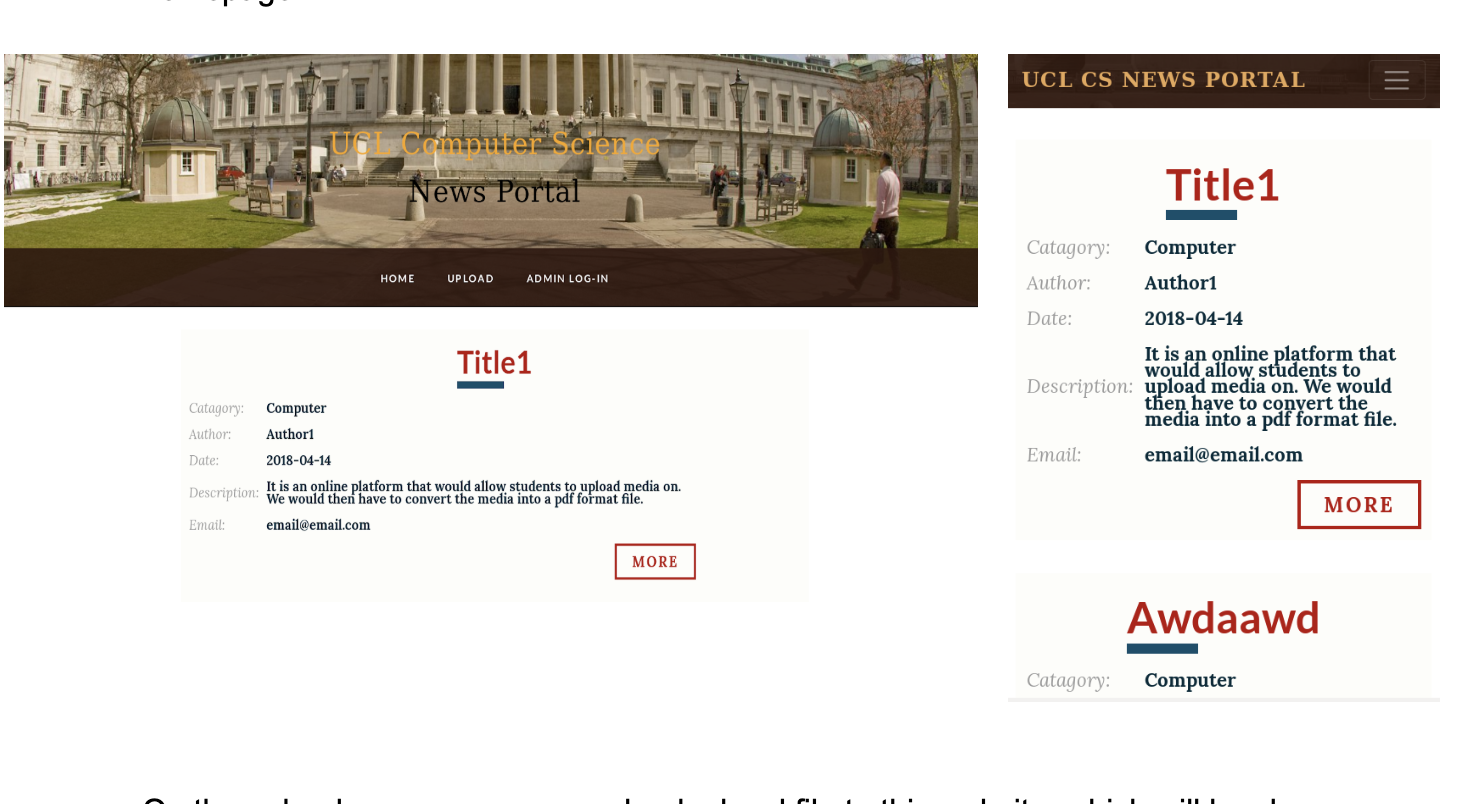 UCL Computer Science
News Portal
HOME UPLOAD ADMIN LOG-IN
Title1
Catagory: Computer
Author: Author1
Date: 2018-04-14
Description: It is an online platform that would allow students to upload media on.
We would then have to convert the media into a pdf format file.
Email: email@email.com
MORE
UCL CS NEWS PORTAL
Title1
Catagory: Computer
Author: Author1
Date: 2018-04-14
It is an online platform that
would allow students to
Description: upload media on. We would
then have to convert the
media into a pdf format file.
Email: email@email.com
MORE
Awdaawd
Catagory: Computer